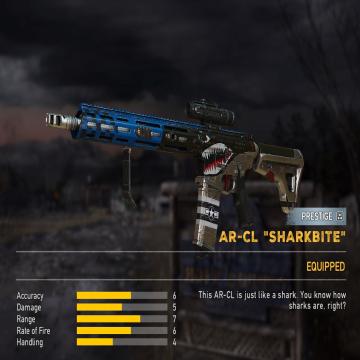 PRESTIGE
AR-CL "SHARKBITE"
EQUIPPED
Accuracy 6
Damage 5
Range 7
Rate of Fire 6
Handling 4
This AR-CL is just like a shark. You know how
sharks are, right?